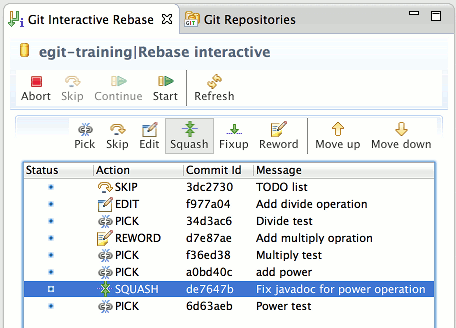 Git Interactive Rebase Git Repositories
egit-training|Rebase interactive
Abort Skip Continue Start Refresh
Pick Skip Edit Squash Fixup Reword Move up Move down
Status Action Commit Id Message
SKIP 3dc2730 TODO list
EDIT f977a04 Add divide operation
PICK 34d3ac6 Divide test
REWORD d7e87ae Add multiply opration
PICK f36ed38 Multiply test
PICK a0bd40c add power
SQUASH de7647b Fix javadoc for power operation
PICK 6d63aeb Power test